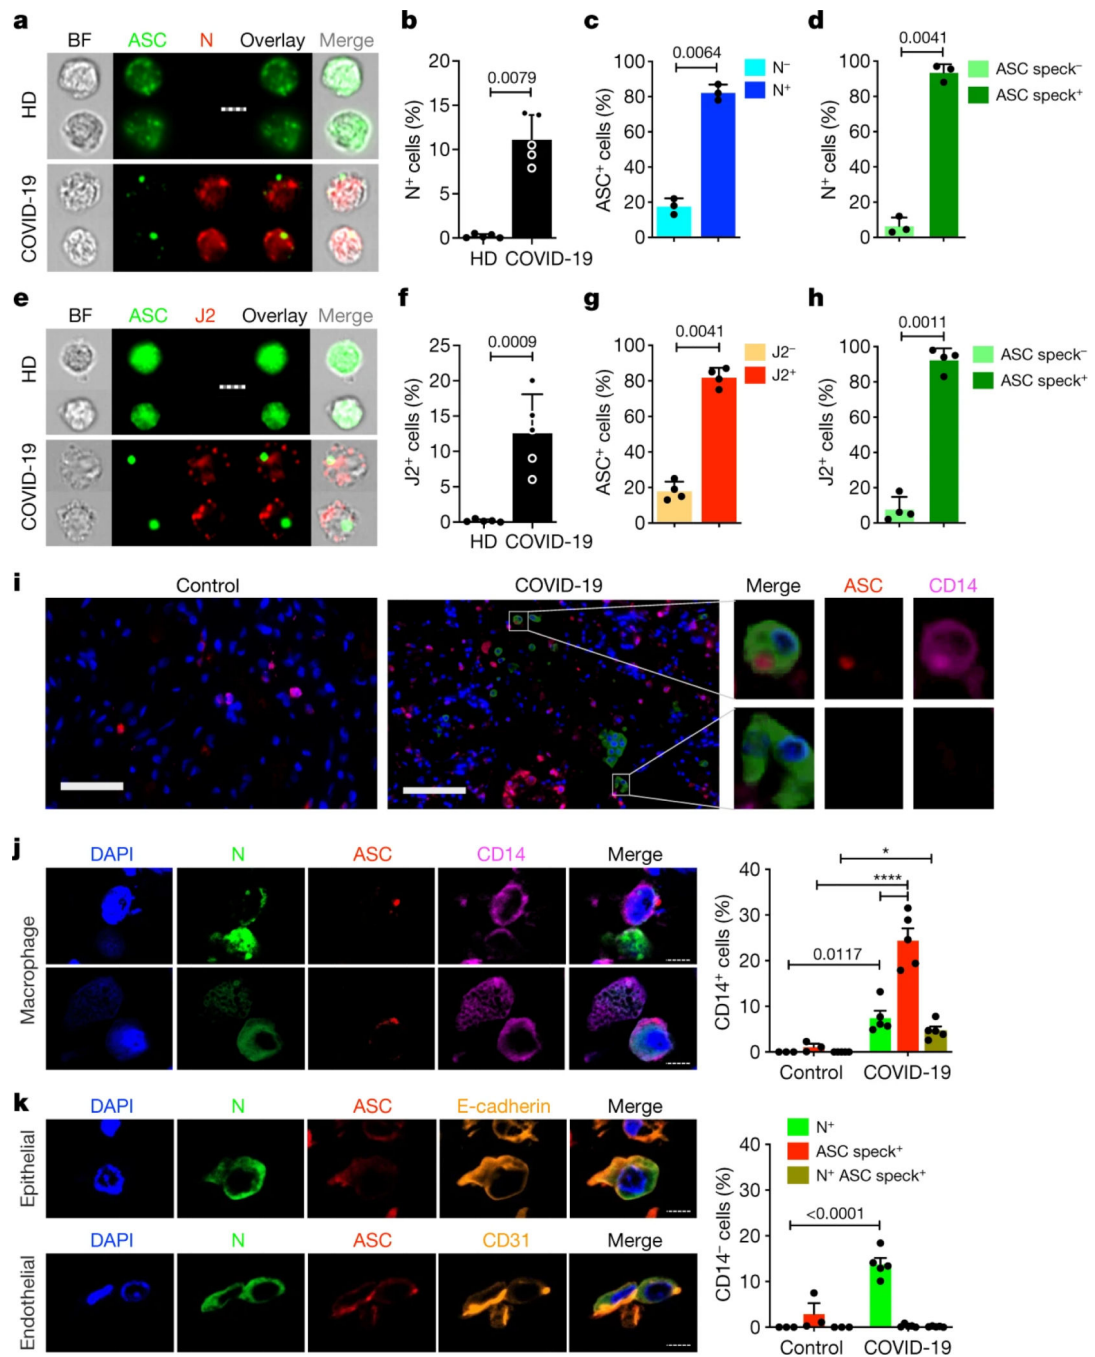 a
BF ASC N Overlay Merge
HD
COVID-19
b
N⁺ cells (%)
20
15
10
5
0
0.0079
HD COVID-19
c
ASC⁺ cells (%)
100
80
60
40
20
0
0.0064
N⁻
N⁺
d
N⁺ cells (%)
100
80
60
40
20
0
0.0041
ASC speck⁻
ASC speck⁺
e
BF ASC J2 Overlay Merge
HD
COVID-19
f
J2⁺ cells (%)
25
20
15
10
5
0
0.0009
HD COVID-19
g
ASC⁺ cells (%)
100
80
60
40
20
0
0.0041
J2⁻
J2⁺
h
J2⁺ cells (%)
100
80
60
40
20
0
0.0011
ASC speck⁻
ASC speck⁺
i
Control COVID-19 Merge ASC CD14
j
DAPI N ASC CD14 Merge
Macrophage
CD14⁺ cells (%)
40
30
20
10
0
*
****
0.0117
Control COVID-19
k
DAPI N ASC E-cadherin Merge
Epithelial
DAPI N ASC CD31 Merge
Endothelial
N⁺
ASC speck⁺
N⁺ ASC speck⁺
CD14⁻ cells (%)
40
30
20
10
0
<0.0001
Control COVID-19